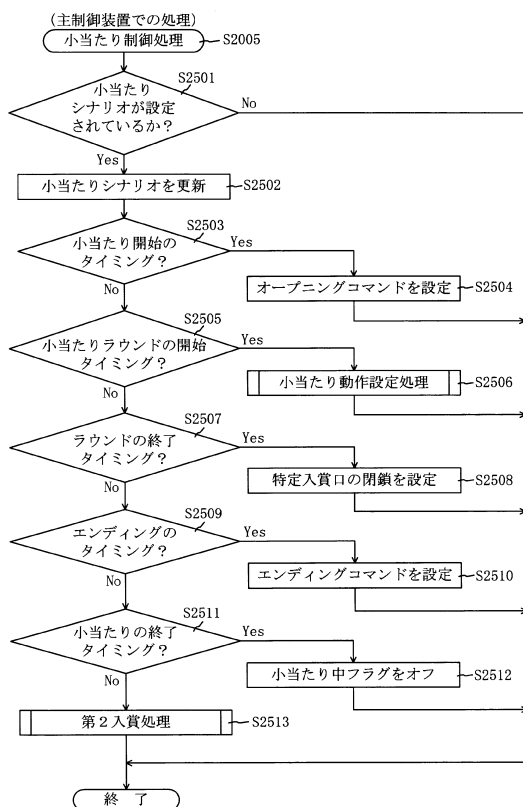 (主制御装置での処理)
小当たり制御処理
S2005
S2501
小当たり
シナリオが設定
されているか？
No
Yes
小当たりシナリオを更新
S2502
S2503
小当たり開始の
タイミング？
Yes
No
オープニングコマンドを設定
S2504
S2505
小当たりラウンドの開始
タイミング？
Yes
No
小当たり動作設定処理
S2506
S2507
ラウンドの終了
タイミング？
Yes
No
特定入賞口の閉鎖を設定
S2508
S2509
エンディングの
タイミング？
Yes
No
エンディングコマンドを設定
S2510
S2511
小当たりの終了
タイミング？
Yes
No
小当たり中フラグをオフ
S2512
第２入賞処理
S2513
終了